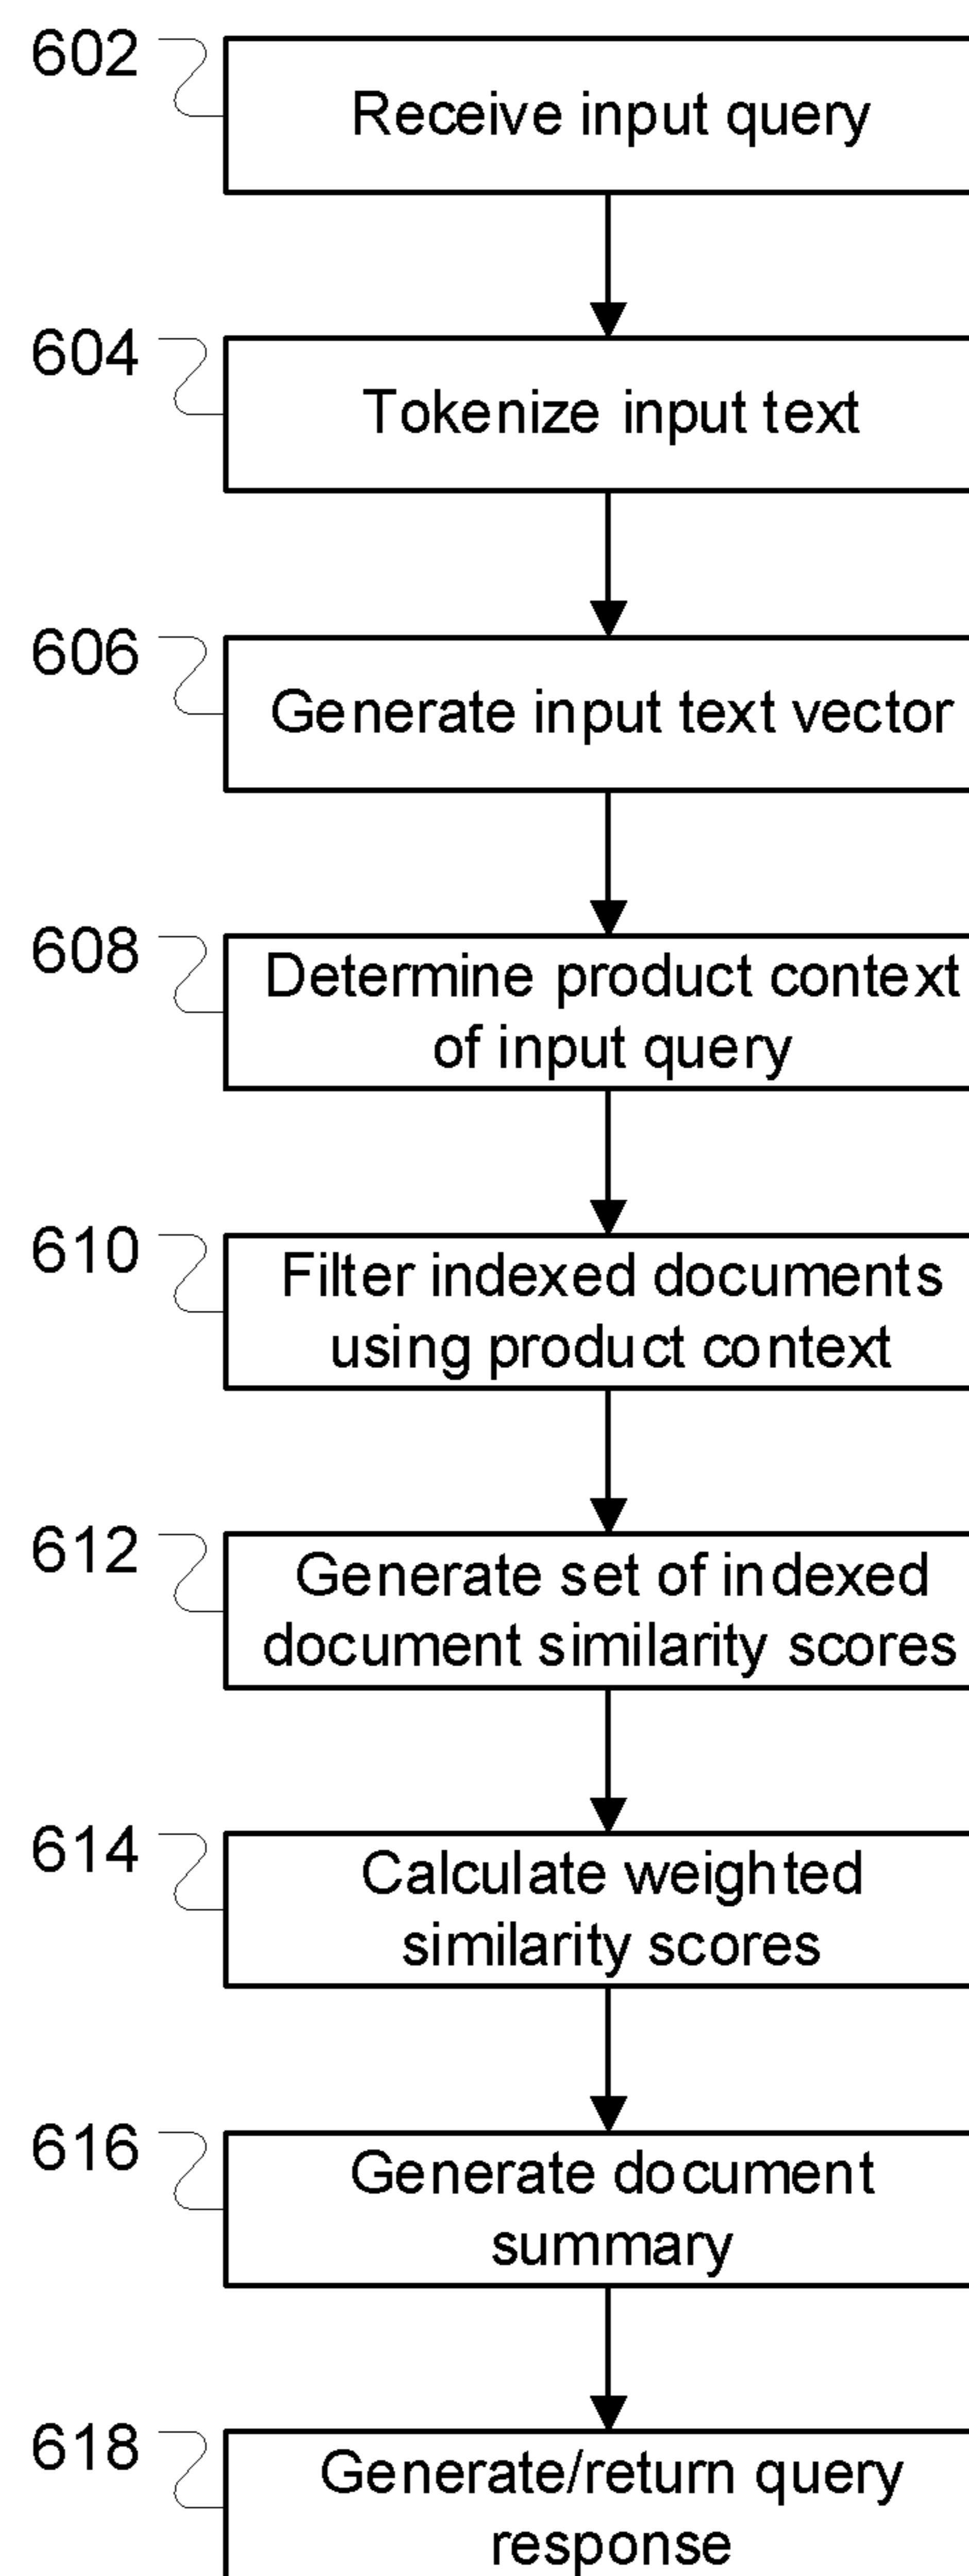 602
Receive input query
604
Tokenize input text
606
Generate input text vector
608
Determine product context
of input query
610
Filter indexed documents
using product context
612
Generate set of indexed
document similarity scores
614
Calculate weighted
similarity scores
616
Generate document
summary
618
Generate/return query
response